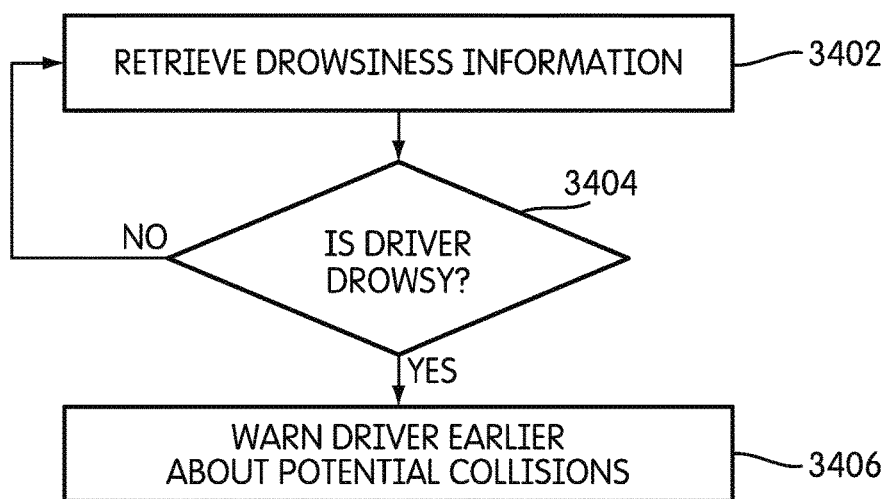 RETRIEVE DROWSINESS INFORMATION
3402
3404
IS DRIVER
DROWSY?
NO
YES
WARN DRIVER EARLIER
ABOUT POTENTIAL COLLISIONS
3406